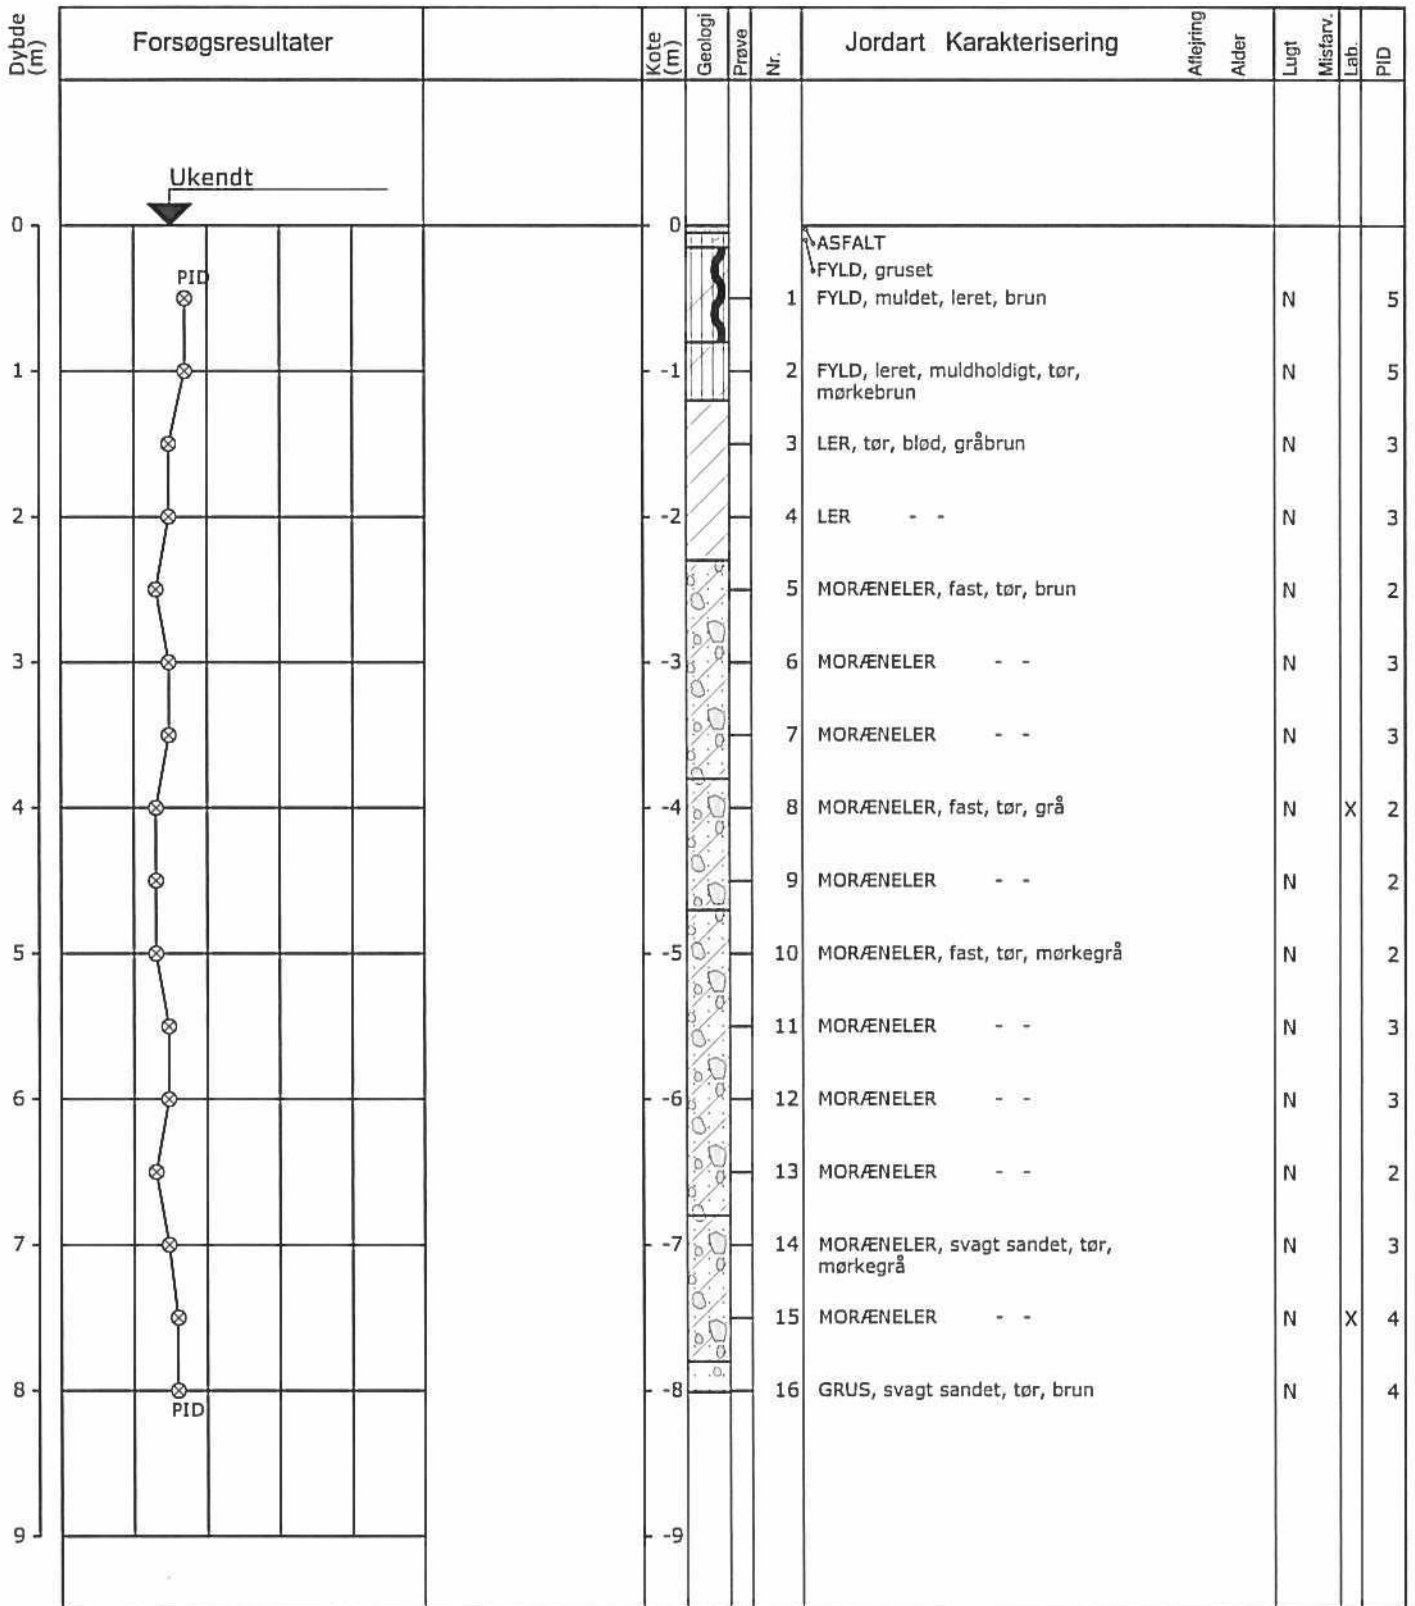 Dybde (m) Forsøgsresultater Kote (m) Geologi Prøve Nr. Jordart Karakterisering Aflejring Alder Lugt Misfarv. Lab. PID
Ukendt
0 0
ASFALT
FYLD, gruset
PID
1 FYLD, muldet, leret, brun N 5
1 -1 2 FYLD, leret, muldholdigt, tør, N 5
mørkebrun
3 LER, tør, blød, gråbrun N 3
2 -2 4 LER - - N 3
5 MORÆNELER, fast, tør, brun N 2
3 -3 6 MORÆNELER - - N 3
7 MORÆNELER - - N 3
4 -4 8 MORÆNELER, fast, tør, grå N X 2
9 MORÆNELER - - N 2
5 -5 10 MORÆNELER, fast, tør, mørkegrå N 2
11 MORÆNELER - - N 3
6 -6 12 MORÆNELER - - N 3
13 MORÆNELER - - N 2
7 -7 14 MORÆNELER, svagt sandet, tør, N 3
mørkegrå
15 MORÆNELER - - N X 4
8 -8 16 GRUS, svagt sandet, tør, brun N 4
PID
9 -9